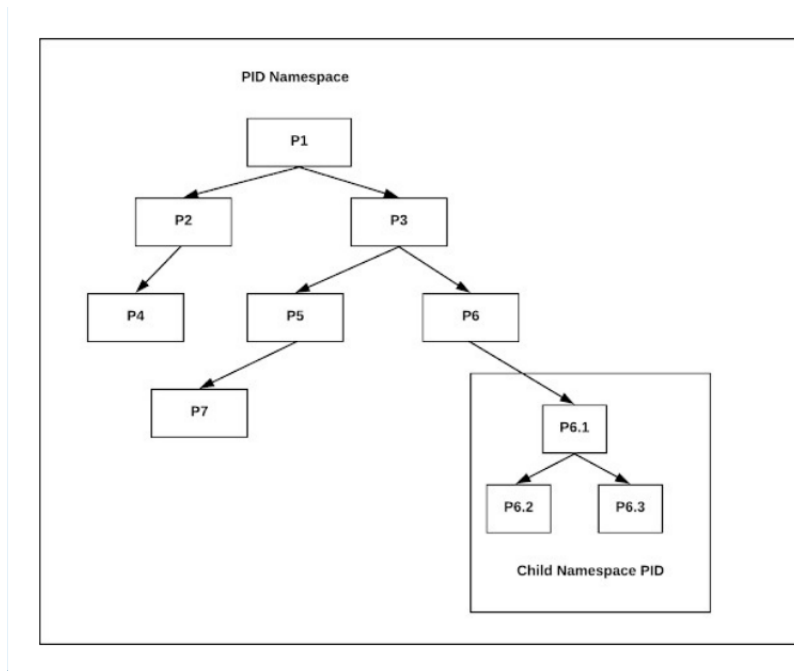 PID Namespace
P1
P2
P3
P4
P5
P6
P7
P6.1
P6.2
P6.3
Child Namespace PID